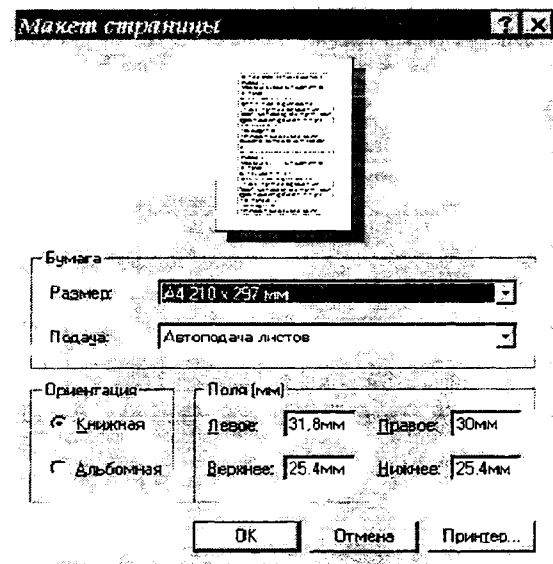 Макет страницы
Бумага
Размер: A4 210 x 297 мм
Подача: Автоподача листов
Ориентация
Книжная
Альбомная
Поля (мм)
Левое: 31,8мм Правое: 30мм
Верхнее: 25.4мм Нижнее: 25.4мм
OK Отмена Принтер...